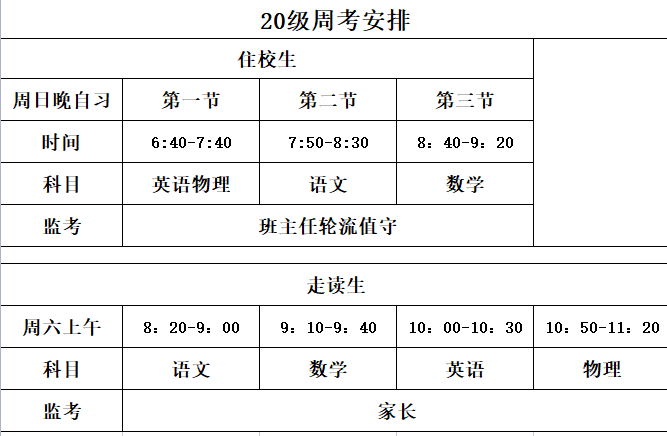 20级周考安排
住校生
周日晚自习 第一节 第二节 第三节
时间 6:40-7:40 7:50-8:30 8：40-9：20
科目 英语物理 语文 数学
监考 班主任轮流值守
走读生
周六上午 8：20-9：00 9：10-9：40 10：00-10：30 10：50-11：20
科目 语文 数学 英语 物理
监考 家长